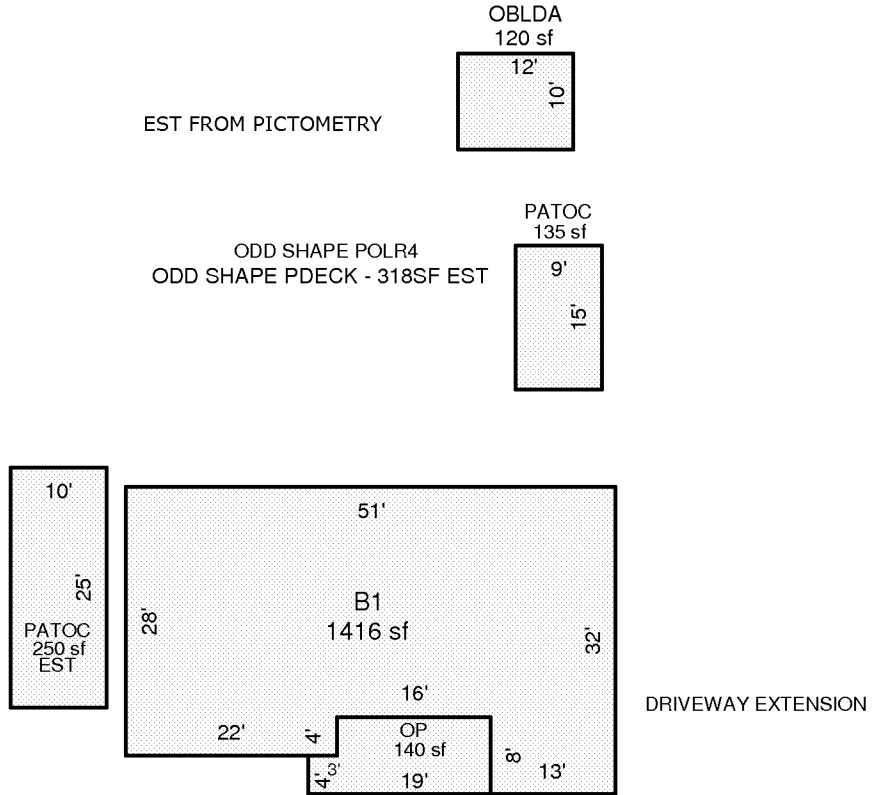 OBLDA
120 sf
12'
10'
EST FROM PICTOMETRY
PATOC
135 sf
9'
15'
ODD SHAPE POLR4
ODD SHAPE PDECK - 318SF EST
10'
25'
PATOC
250 sf
EST
51'
28'
B1
1416 sf
32'
16'
22'
4'
OP
140 sf
8'
4'
3'
19'
13'
DRIVEWAY EXTENSION